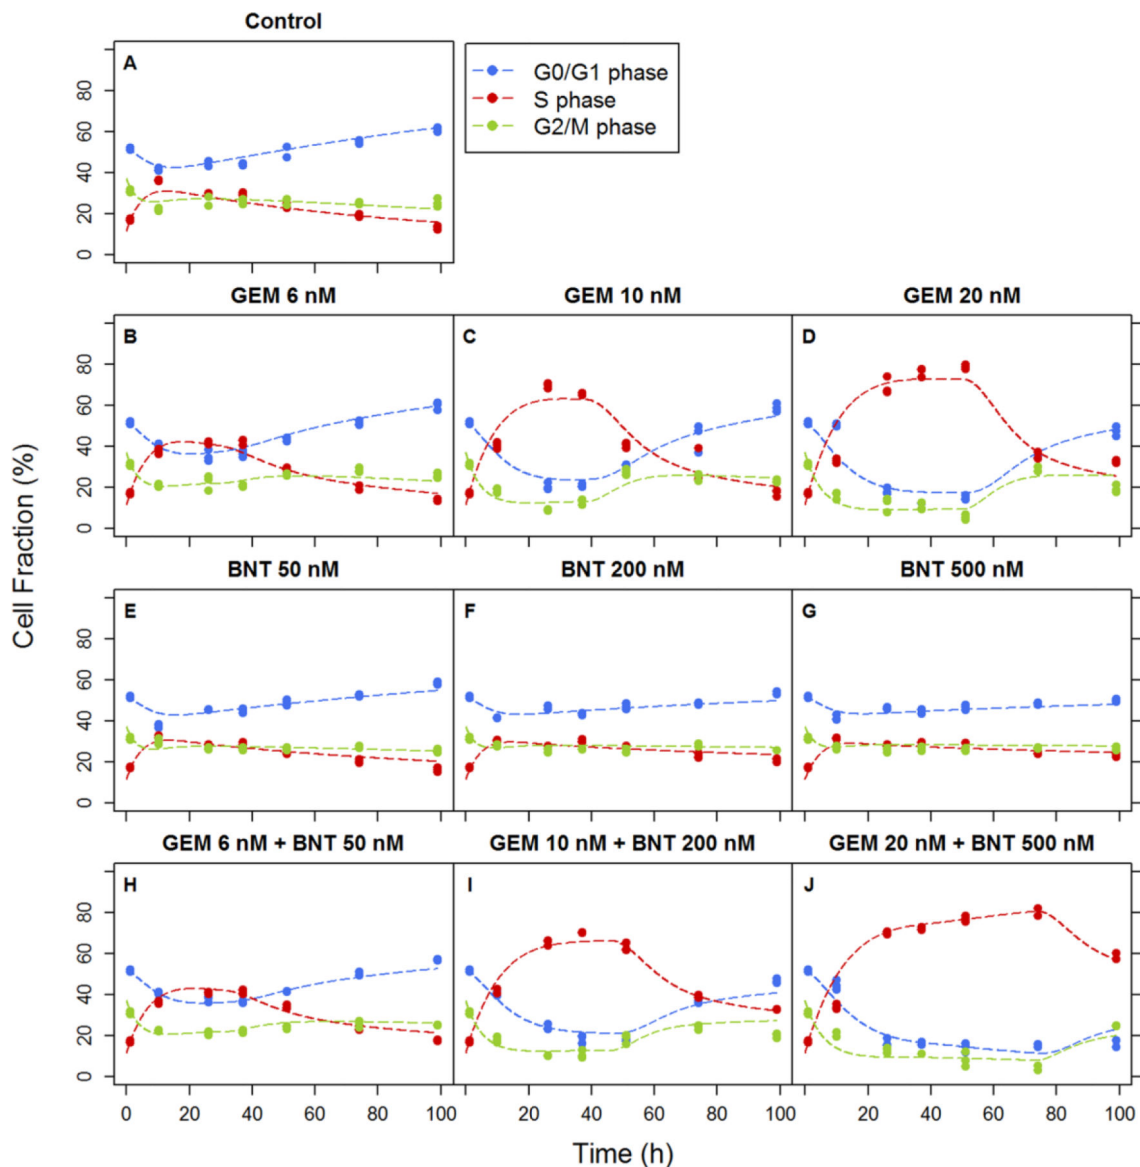 Control
A
G0/G1 phase
S phase
G2/M phase
0
20
40
60
80
GEM 6 nM
GEM 10 nM
GEM 20 nM
B
C
D
0
20
40
60
80
BNT 50 nM
BNT 200 nM
BNT 500 nM
E
F
G
0
20
40
60
80
GEM 6 nM + BNT 50 nM
GEM 10 nM + BNT 200 nM
GEM 20 nM + BNT 500 nM
H
I
J
0
20
40
60
80
0 20 40 60 80 100
0 20 40 60 80 100
0 20 40 60 80 100
Cell Fraction (%)
Time (h)